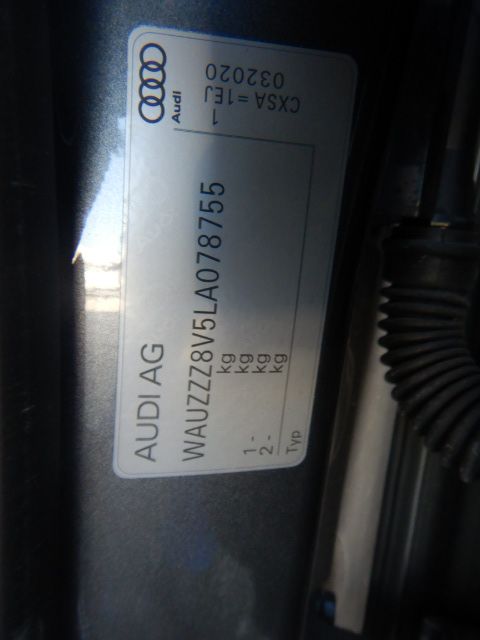 AUDI AG
Audi
WAUZZZ8V5LA078755
kg
1 - kg
2 - kg
kg
Typ
1
CXSA =1EJ
032020